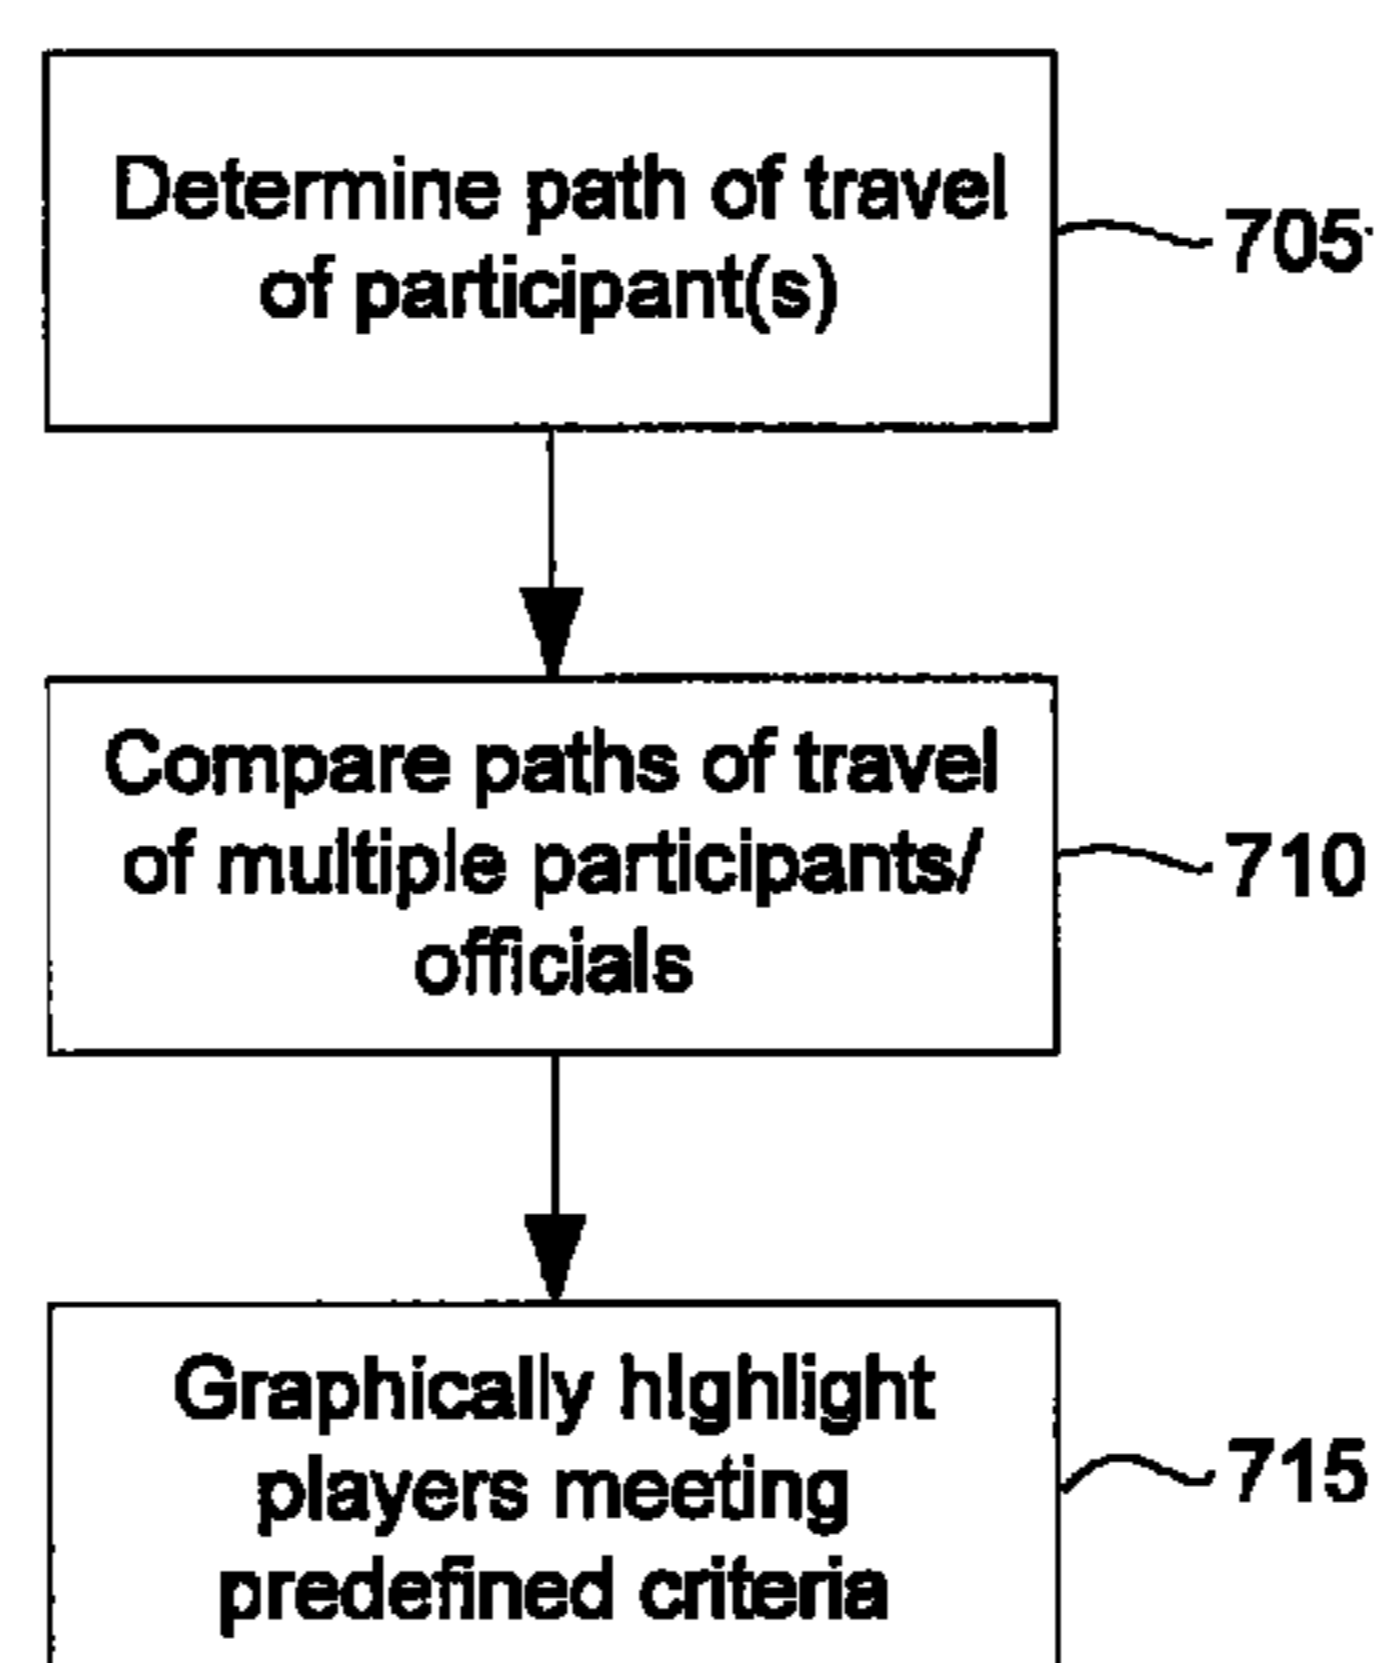 Determine path of travel
of participant(s)
705
Compare paths of travel
of multiple participants/
officials
710
Graphically highlight
players meeting
predefined criteria
715